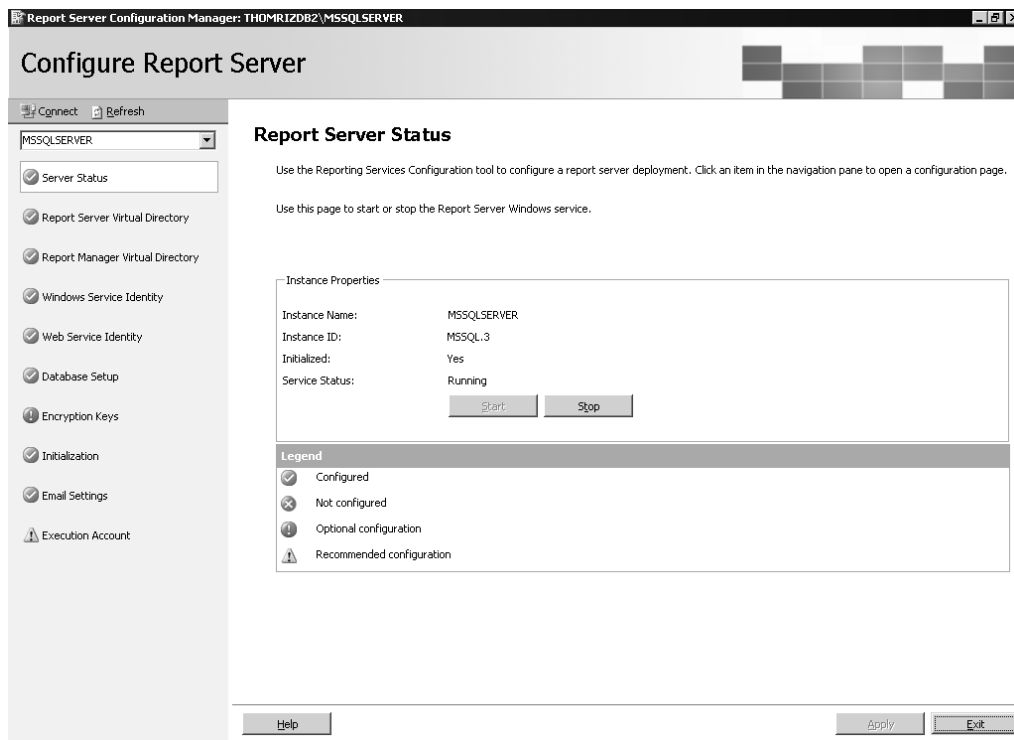 Report Server Configuration Manager: THOMRIZDB2\MSSQLSERVER
Configure Report Server
Connect Refresh
MSSQLSERVER
Server Status
Report Server Virtual Directory
Report Manager Virtual Directory
Windows Service Identity
Web Service Identity
Database Setup
Encryption Keys
Initialization
Email Settings
Execution Account
Report Server Status
Use the Reporting Services Configuration tool to configure a report server deployment. Click an item in the navigation pane to open a configuration page.
Use this page to start or stop the Report Server Windows service.
Instance Properties
Instance Name: MSSQLSERVER
Instance ID: MSSQL.3
Initialized: Yes
Service Status: Running
Start Stop
Legend
Configured
Not configured
Optional configuration
Recommended configuration
Help Apply Exit